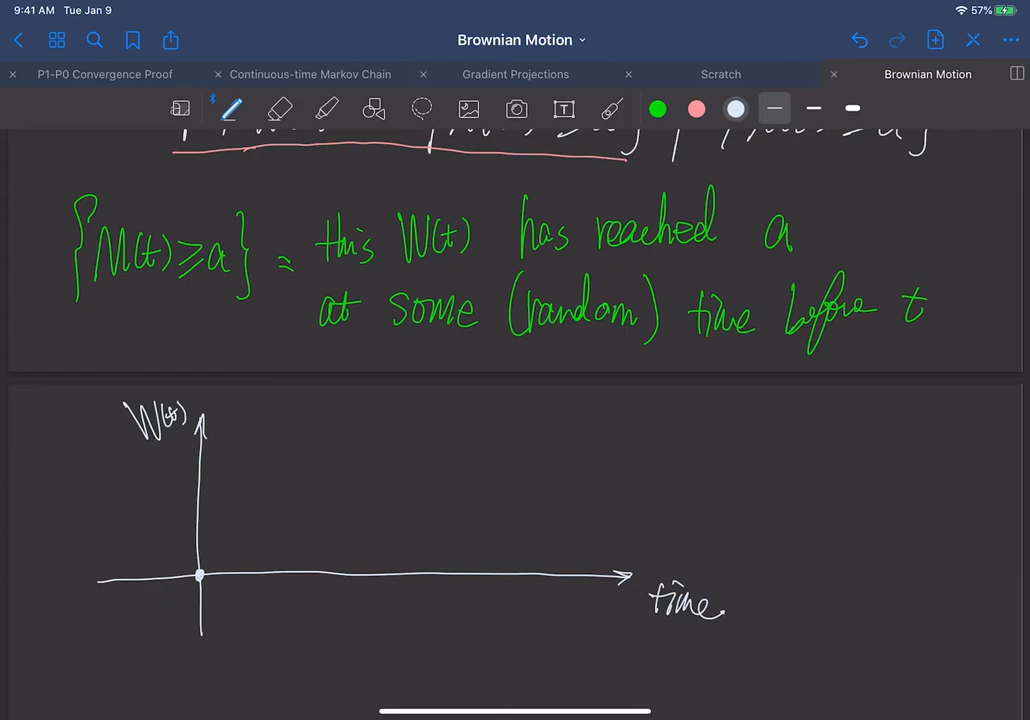 9:41 AM Tue Jan 9
57%
Brownian Motion
P1-P0 Convergence Proof
Continuous-time Markov Chain
Gradient Projections
Scratch
Brownian Motion
{M(t) ≥ a} = this W(t) has reached a
at some (random) time before t
W(t)
time